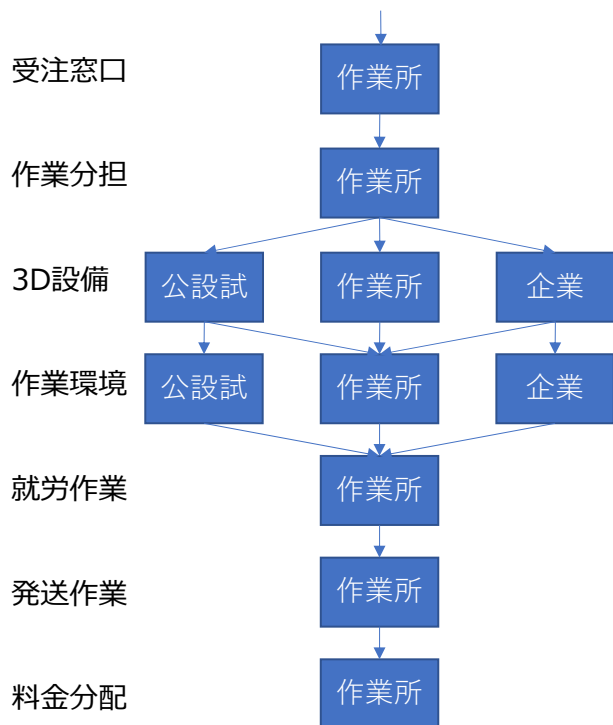 受注窓口
作業所
作業分担
作業所
3D設備
公設試
作業所
企業
作業環境
公設試
作業所
企業
就労作業
作業所
発送作業
作業所
料金分配
作業所